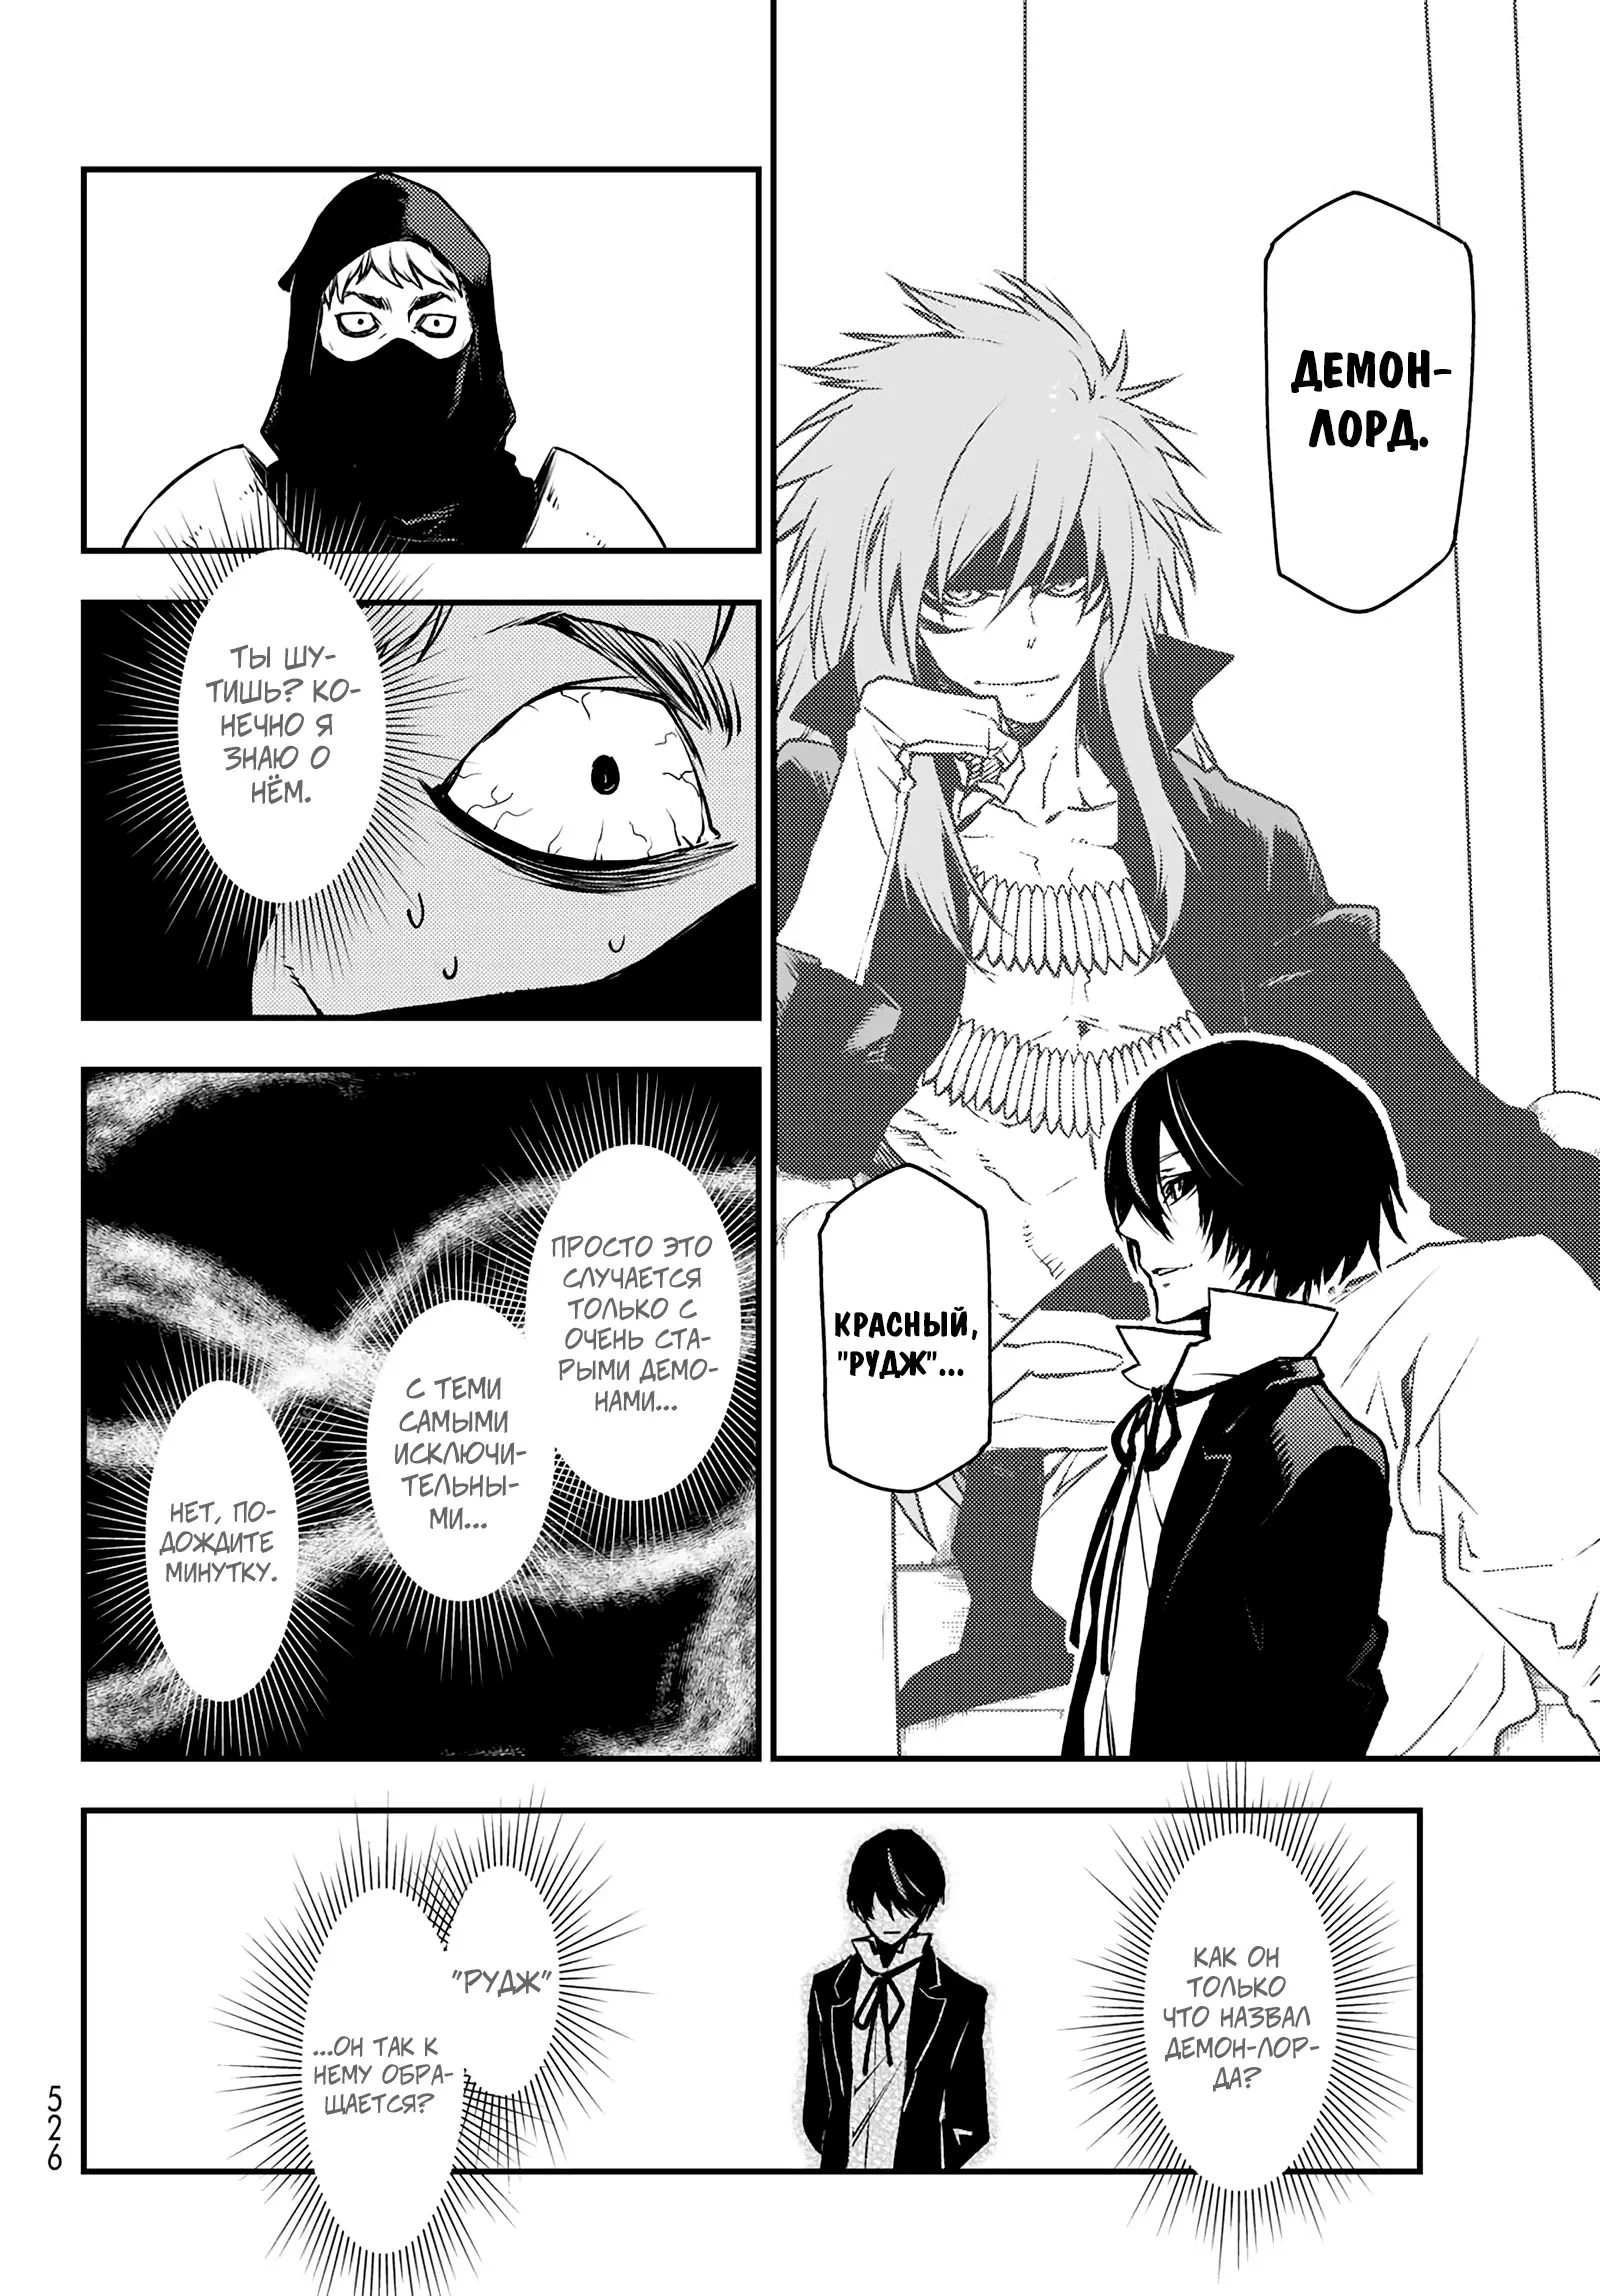 ДЕМОН-
ЛОРД.
КРАСНЫЙ,
"РУДЖ"...
ТЫ ШУ-
ТИШЬ? КО-
НЕЧНО Я
ЗНАЮ О
НЁМ.
ПРОСТО ЭТО
СЛУЧАЕТСЯ
ТОЛЬКО С
ОЧЕНЬ СТА-
РЫМИ ДЕМО-
НАМИ...
С ТЕМИ
САМЫМИ
ИСКЛЮЧИ-
ТЕЛЬНЫ-
МИ...
НЕТ, ПО-
ДОЖДИТЕ
МИНУТКУ.
КАК ОН
ТОЛЬКО
ЧТО НАЗВАЛ
ДЕМОН-ЛОР-
ДА?
"РУДЖ"
...ОН ТАК К
НЕМУ ОБРА-
ЩАЕТСЯ?
526